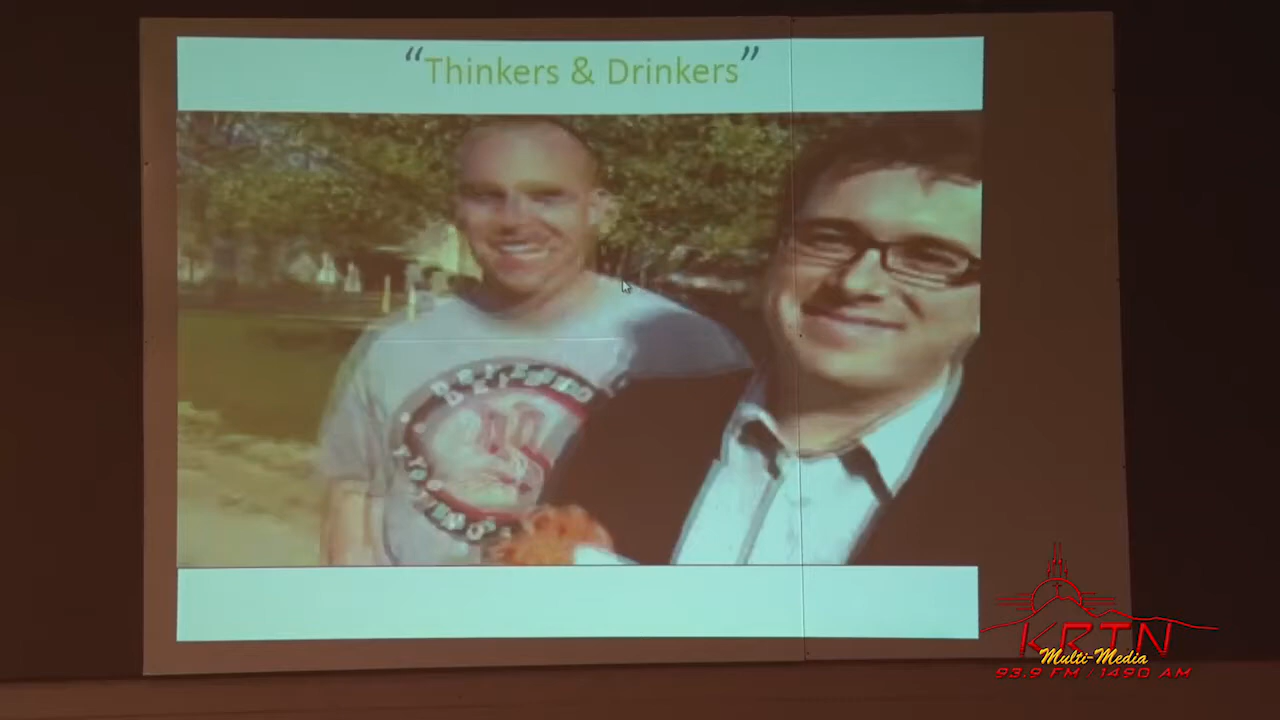 “Thinkers & Drinkers”
KRTN
Multi-Media
93.9 FM / 1490 AM